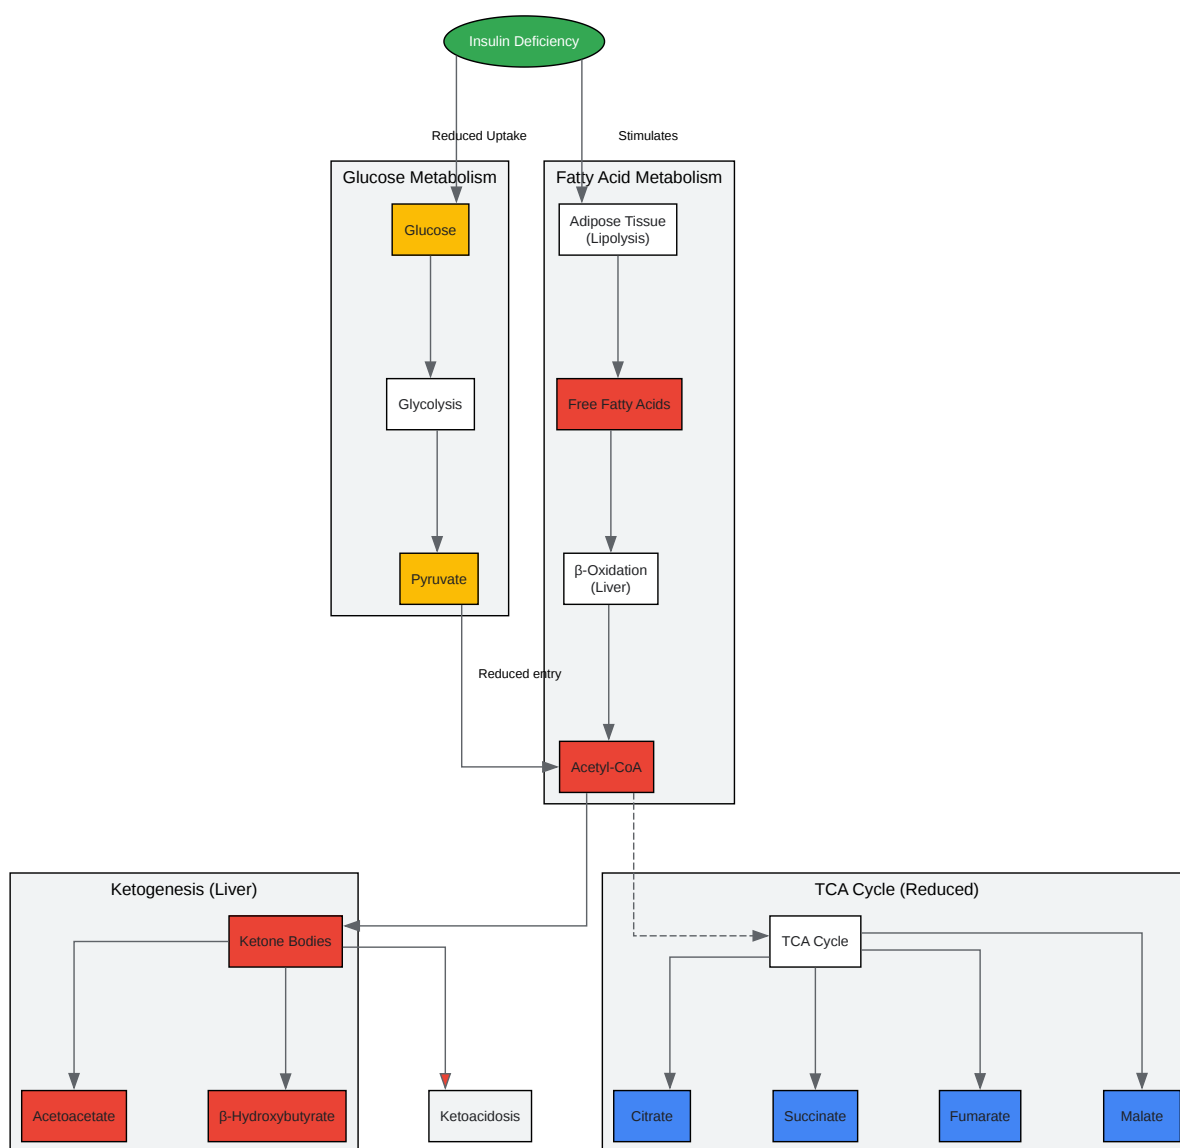 Insulin Deficiency
Reduced Uptake
Stimulates
Glucose Metabolism
Fatty Acid Metabolism
Glucose
Adipose Tissue
(Lipolysis)
Glycolysis
Free Fatty Acids
Pyruvate
β-Oxidation
(Liver)
Reduced entry
Acetyl-CoA
Ketogenesis (Liver)
TCA Cycle (Reduced)
Ketone Bodies
TCA Cycle
Acetoacetate
β-Hydroxybutyrate
Ketoacidosis
Citrate
Succinate
Fumarate
Malate